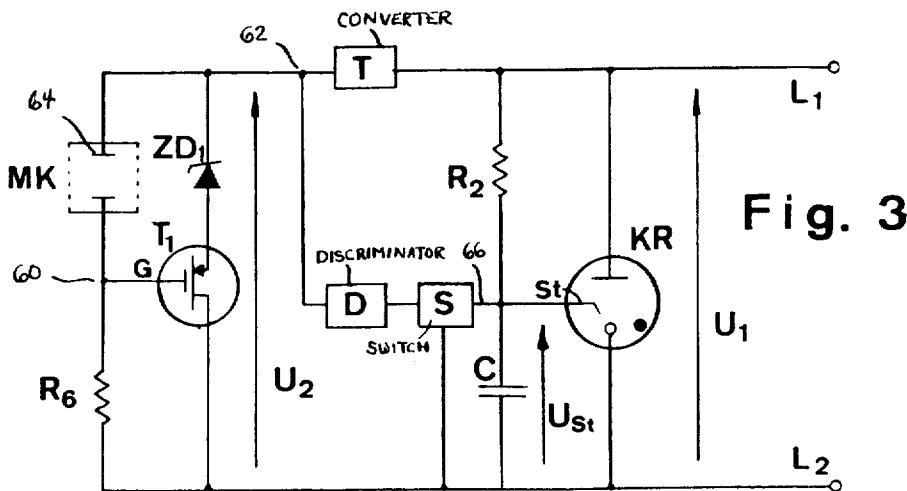 CONVERTER
62
T
L1
64
ZD1
MK
R2
Fig. 3
KR
T1
60
G
DISCRIMINATOR
66
St
D
S
SWITCH
U1
R6
U2
C
USt
L2